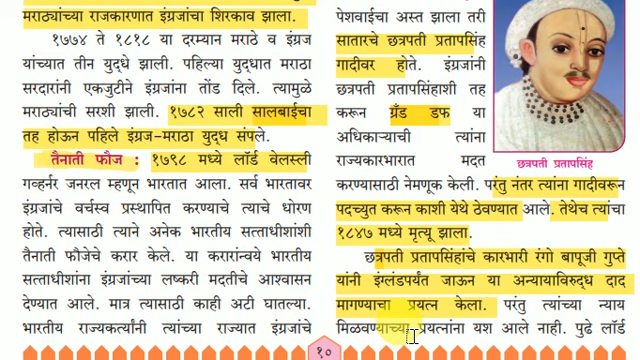 मराठ्यांच्या राजकारणात इंग्रजांचा शिरकाव झाला.
१७७४ ते १८१८ या दरम्यान मराठे व इंग्रज
यांच्यात तीन युद्धे झाली. पहिल्या युद्धात मराठा
सरदारांनी एकजुटीने इंग्रजांना तोंड दिले. त्यामुळे
मराठ्यांची सरशी झाली. १७८२ साली सालबाईचा
तह होऊन पहिले इंग्रज-मराठा युद्ध संपले.
तैनाती फौज : १७९८ मध्ये लॉर्ड वेलस्ली
गव्हर्नर जनरल म्हणून भारतात आला. सर्व भारतावर
इंग्रजांचे वर्चस्व प्रस्थापित करण्याचे त्याचे धोरण
होते. त्यासाठी त्याने अनेक भारतीय सत्ताधीशांशी
तैनाती फौजेचे करार केले. या करारांन्वये भारतीय
सत्ताधीशांना इंग्रजांच्या लष्करी मदतीचे आश्वासन
देण्यात आले. मात्र त्यासाठी काही अटी घातल्या.
भारतीय राज्यकर्त्यांनी त्यांच्या राज्यात इंग्रजांचे
पेशवाईचा अस्त झाला तरी
सातारचे छत्रपती प्रतापसिंह
गादीवर होते. इंग्रजांनी
छत्रपती प्रतापसिंहाशी तह
करून ग्रँड डफ या
अधिकाऱ्याची त्यांना
राज्यकारभारात मदत
करण्यासाठी नेमणूक केली. परंतु नंतर त्यांना गादीवरून
पदच्युत करून काशी येथे ठेवण्यात आले. तेथेच त्यांचा
१८४७ मध्ये मृत्यू झाला.
छत्रपती प्रतापसिंहांचे कारभारी रंगो बापूजी गुप्ते
यांनी इंग्लंडपर्यंत जाऊन या अन्यायाविरुद्ध दाद
मागण्याचा प्रयत्न केला. परंतु त्यांच्या न्याय
मिळवण्याच्या प्रयत्नांना यश आले नाही. पुढे लॉर्ड
छत्रपती प्रतापसिंह
१०